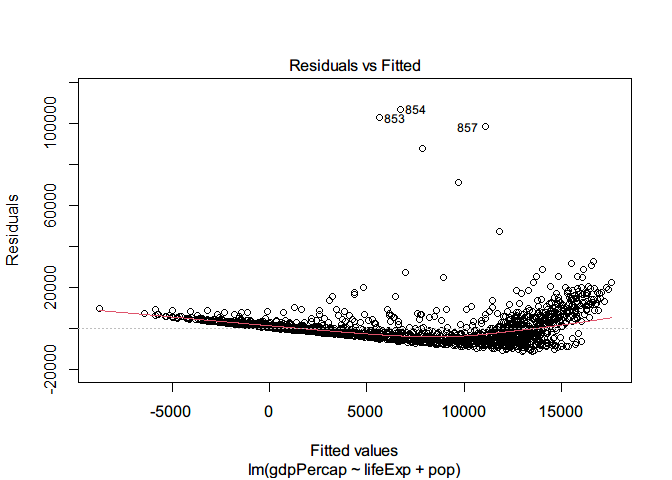 Residuals vs Fitted
Residuals
100000
60000
20000
-20000
854
853
857
-5000 0 5000 10000 15000
Fitted values
lm(gdpPercap ~ lifeExp + pop)